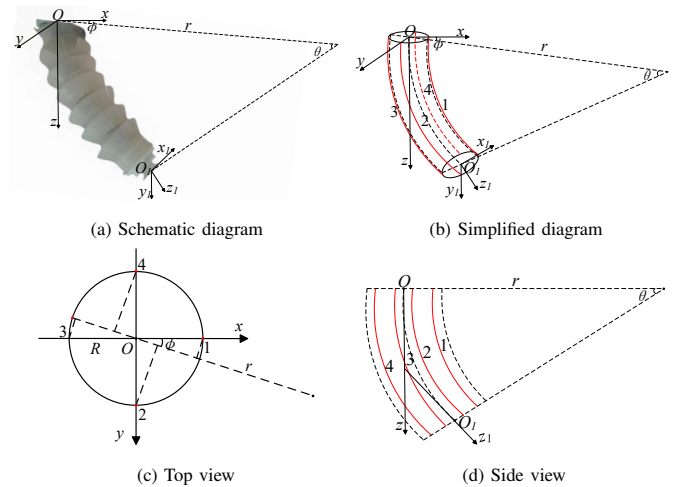 O x
ϕ r
y θ
z
x1
O1
y1 z1
(a) Schematic diagram
O x
ϕ r
y θ
4 1
3 2
x1
z O1
y1 z1
(b) Simplified diagram
4
3 x
R O ϕ 1
r
2
y
(c) Top view
O r
θ
3 2 1
4
z O1
z1
(d) Side view